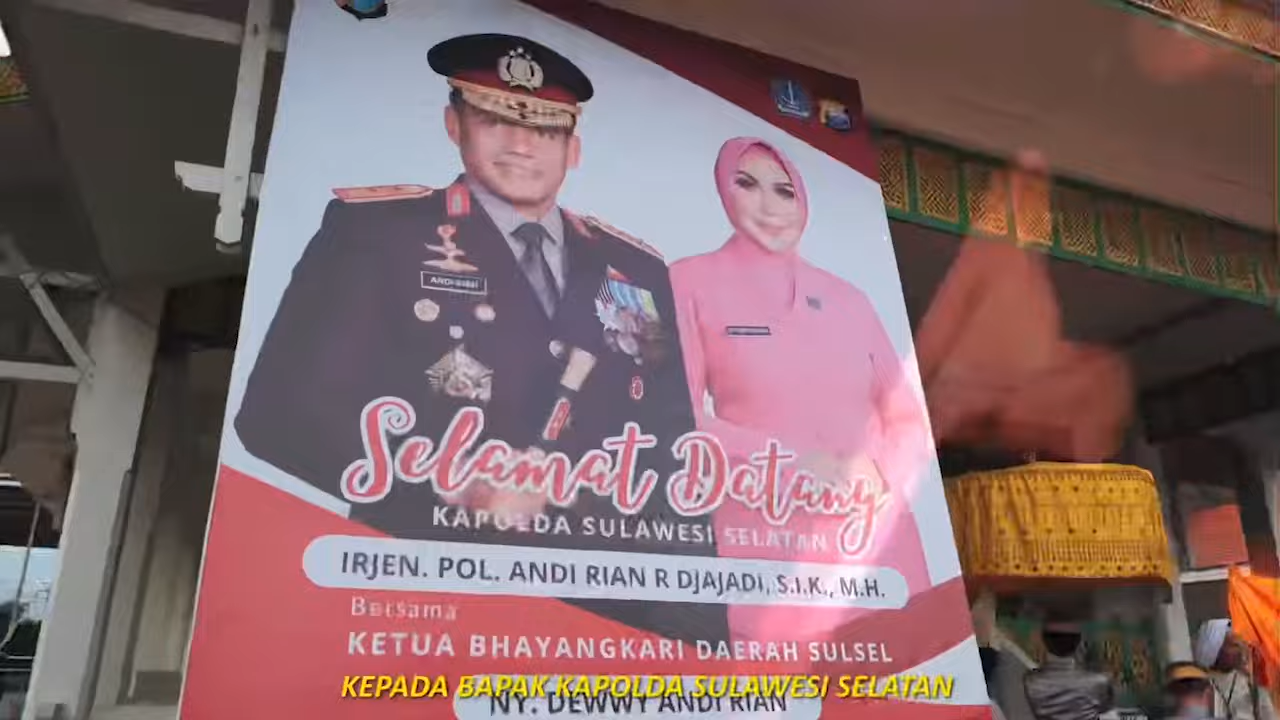 Selamat Datang
KAPOLDA SULAWESI SELATAN
IRJEN. POL. ANDI RIAN R DJAJADI, S.I.K., M.H.
Bersama
KETUA BHAYANGKARI DAERAH SULSEL
KEPADA BAPAK KAPOLDA SULAWESI SELATAN
NY. DEWWY ANDI RIAN